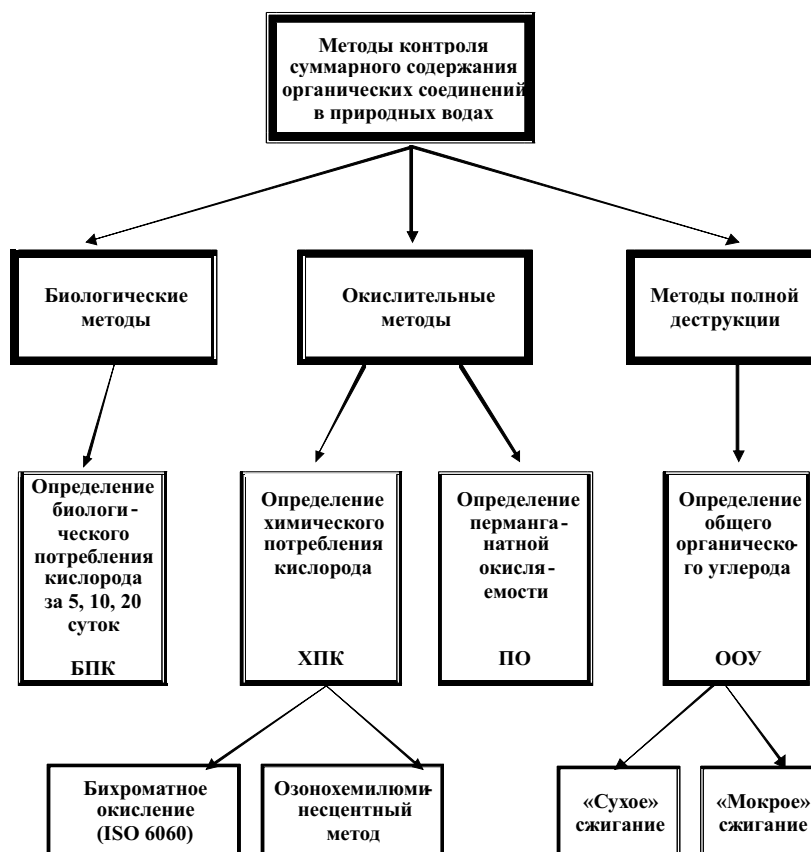 Методы контроля
суммарного содержания
органических соединений
в природных водах
Биологические
методы
Окислительные
методы
Методы полной
деструкции
Определение
биологи-
ческого
потребления
кислорода
за 5, 10, 20
суток
БПК
Определение
химического
потребления
кислорода
ХПК
Определение
перманга-
натной
окисля-
емости
ПО
Определение
общего
органическо-
го углерода
ООУ
Бихроматное
окисление
(ISO 6060)
Озонохемилюми-
несцентный
метод
«Сухое»
сжигание
«Мокрое»
сжигание